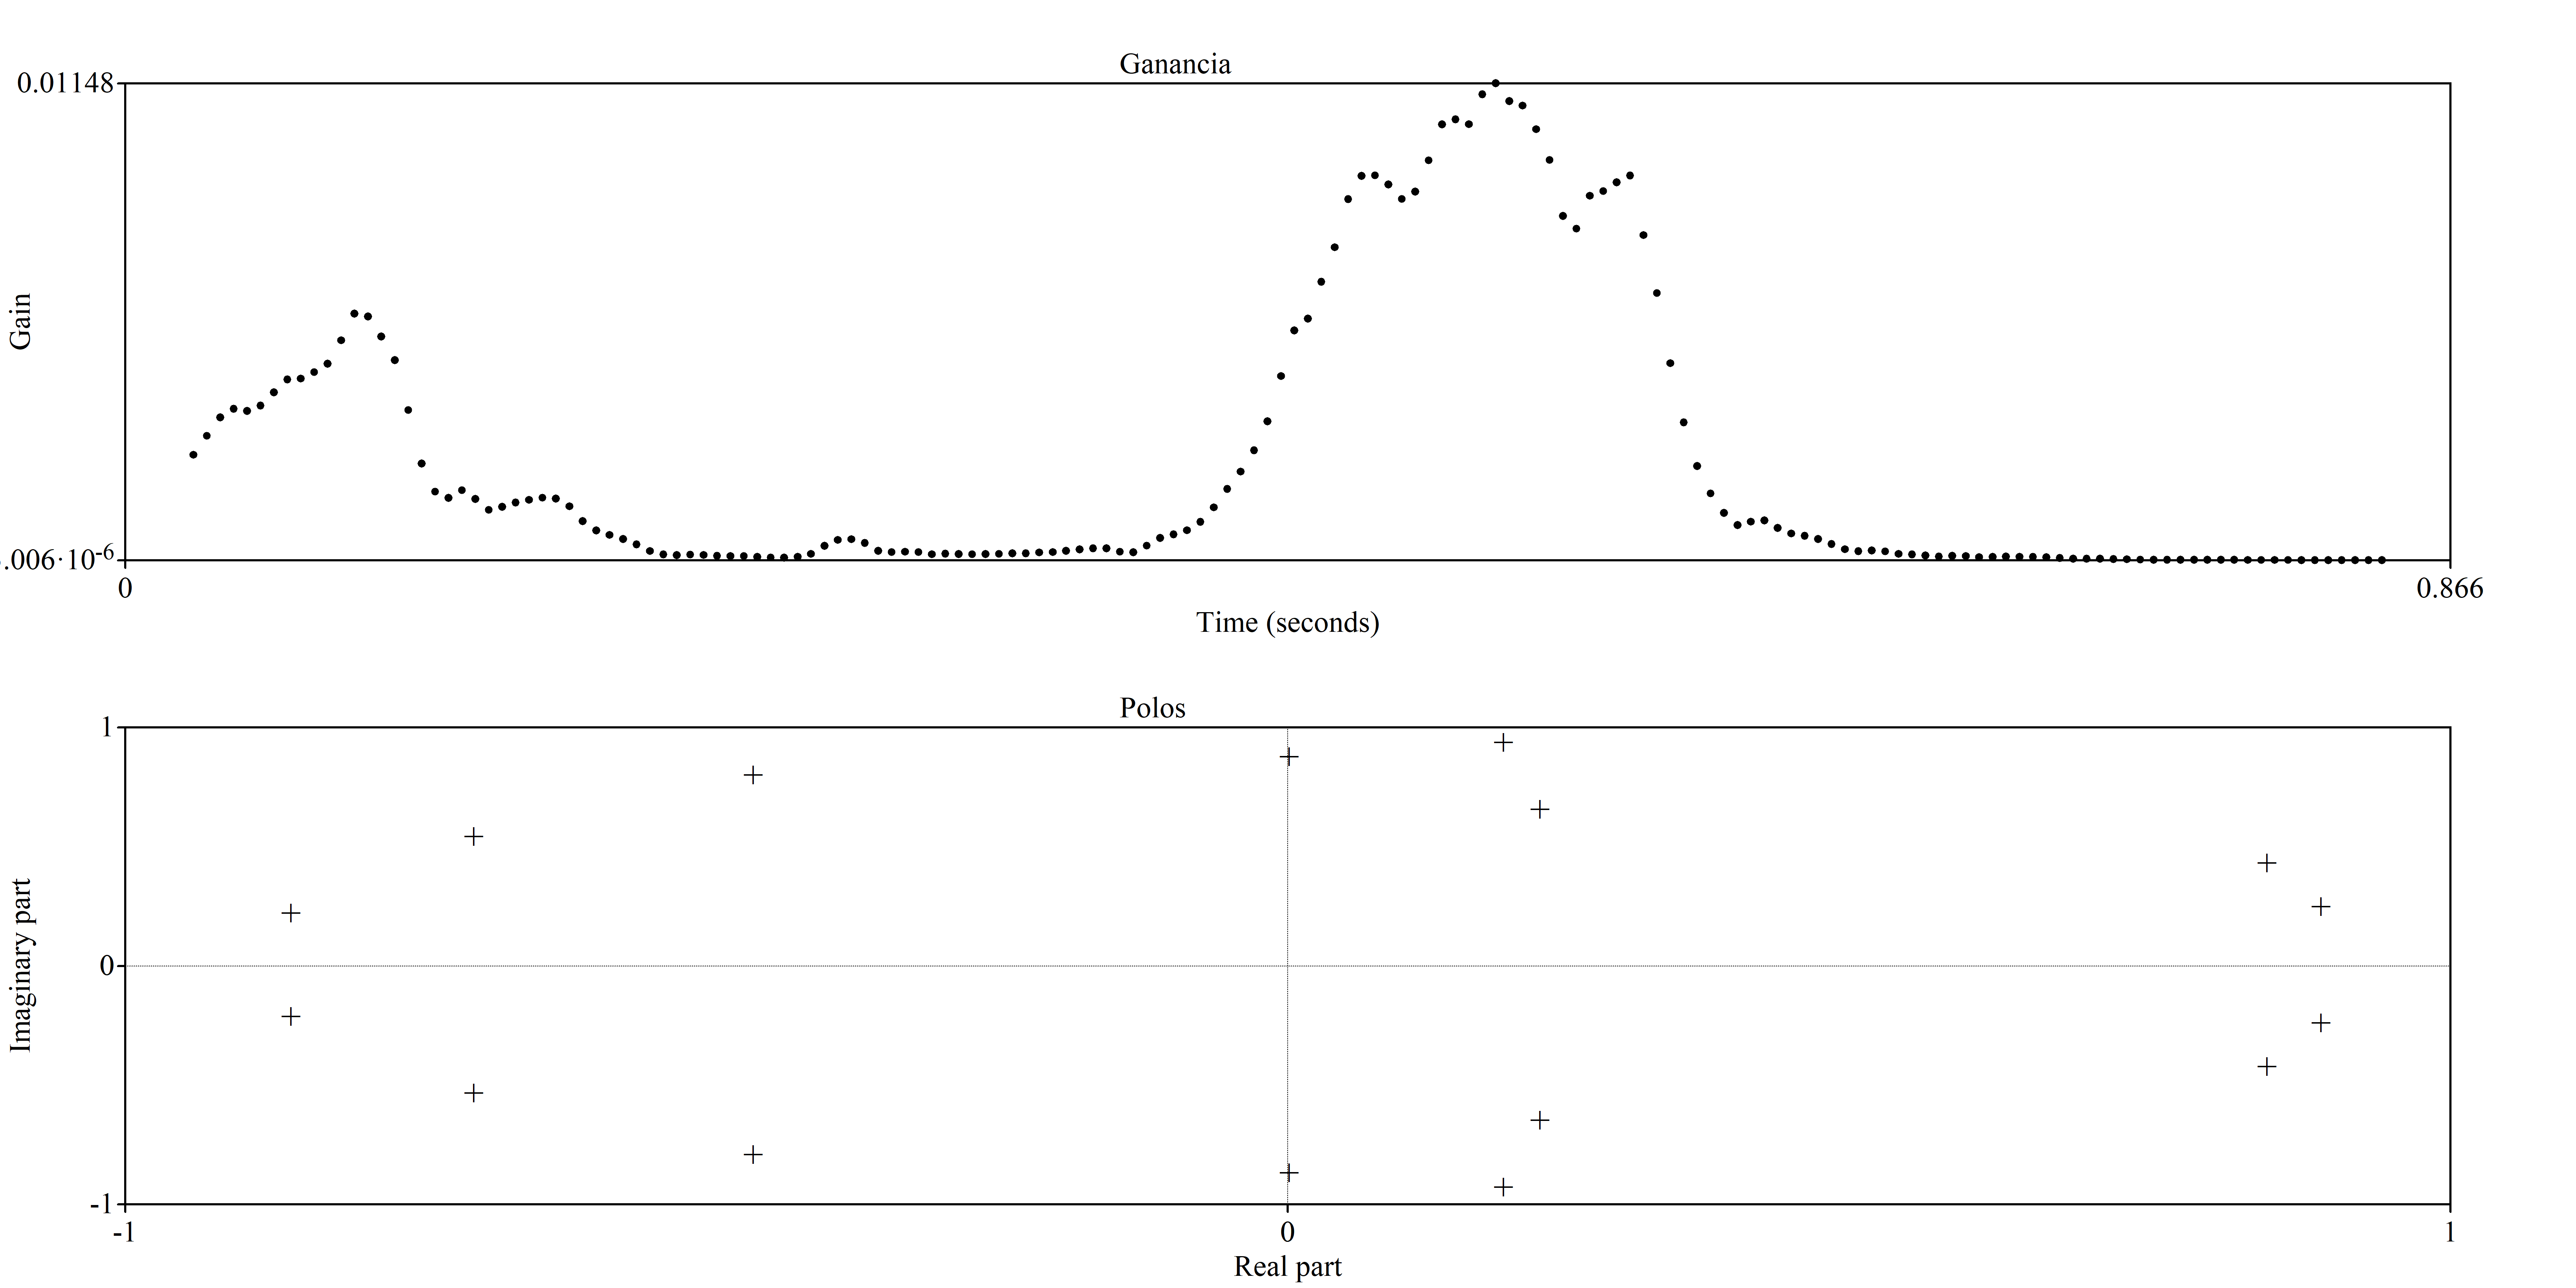 Ganancia
0.01148
Gain
.006·10-6
0
0.866
Time (seconds)
Polos
1
Imaginary part
0
-1
-1
0
1
Real part